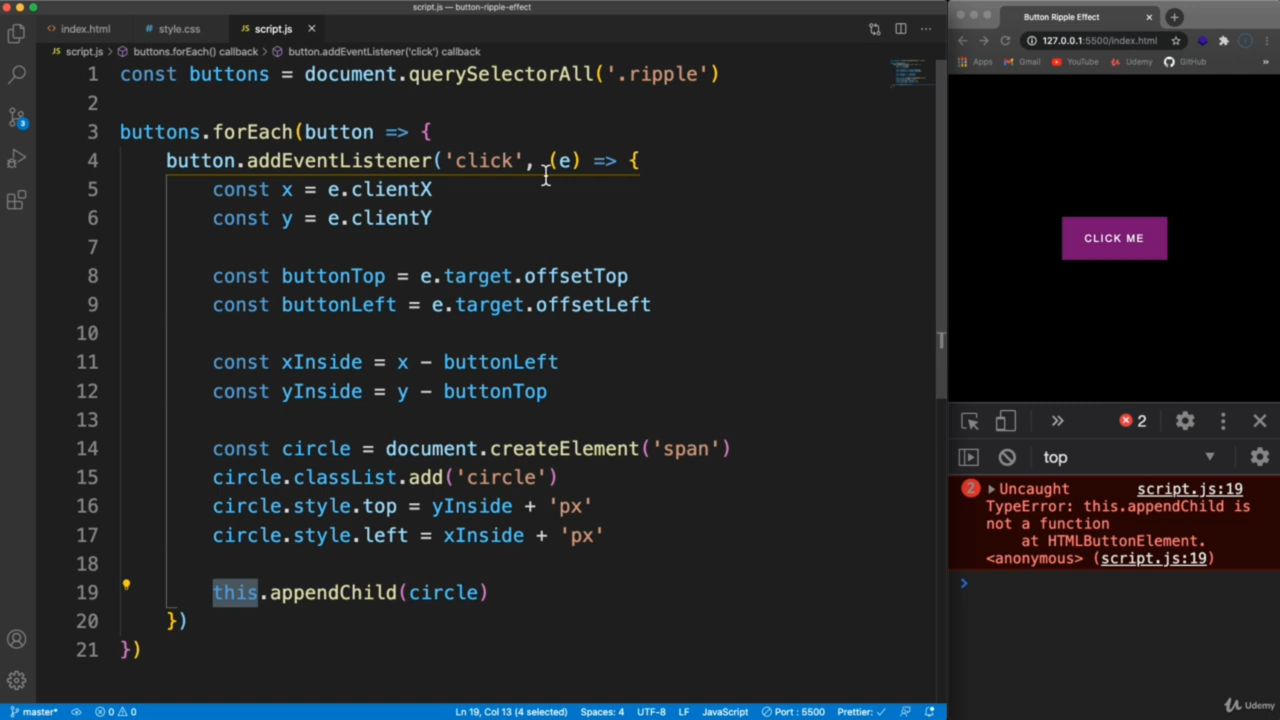 script.js — button-ripple-effect
index.html
style.css
script.js
script.js
buttons.forEach() callback
button.addEventListener('click') callback
1 const buttons = document.querySelectorAll('.ripple')
2
3 buttons.forEach(button => {
4 button.addEventListener('click', (e) => {
5 const x = e.clientX
6 const y = e.clientY
7
8 const buttonTop = e.target.offsetTop
9 const buttonLeft = e.target.offsetLeft
10
11 const xInside = x - buttonLeft
12 const yInside = y - buttonTop
13
14 const circle = document.createElement('span')
15 circle.classList.add('circle')
16 circle.style.top = yInside + 'px'
17 circle.style.left = xInside + 'px'
18
19 this.appendChild(circle)
20 })
21 })
3
master*
0 0
Ln 19, Col 13 (4 selected)
Spaces: 4
UTF-8
LF
JavaScript
Port : 5500
Prettier: ✓
Button Ripple Effect
127.0.0.1:5500/index.html
Apps
Gmail
YouTube
Udemy
GitHub
CLICK ME
2
top
2 Uncaught script.js:19
TypeError: this.appendChild is
not a function
at HTMLButtonElement.
<anonymous> (script.js:19)
Udemy